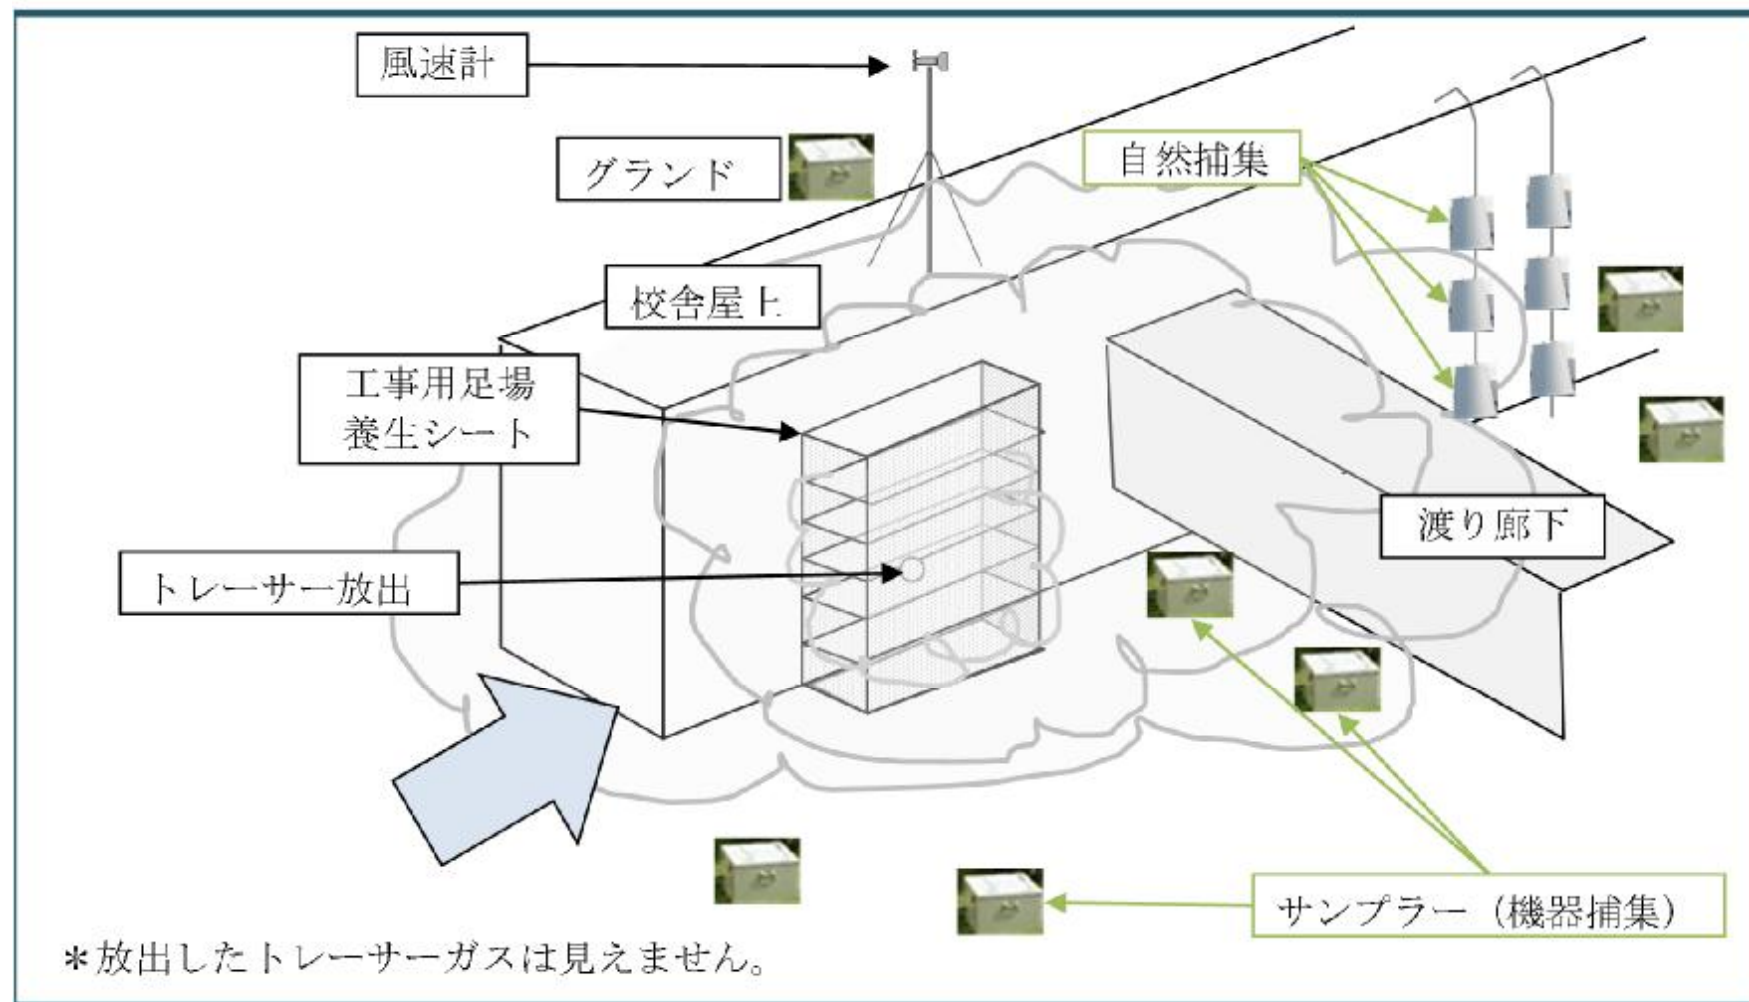 風速計
グランド
自然捕集
校舎屋上
工事用足場
養生シート
渡り廊下
トレーサー放出
サンプラー（機器捕集）
＊放出したトレーサーガスは見えません。